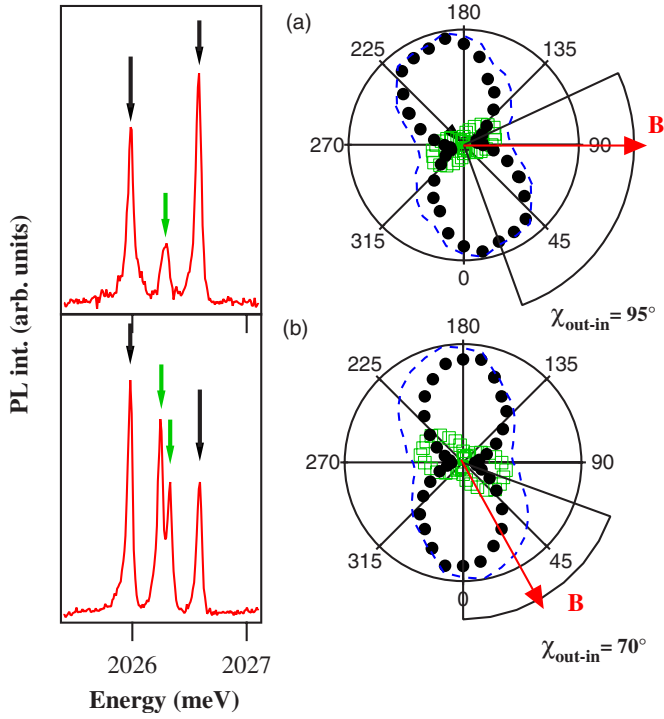 (a)
180
225
135
B
270
90
315
45
0
χout-in= 95°
(b)
180
225
135
270
90
315
45
0
B
χout-in= 70°
PL int. (arb. units)
2026
2027
Energy (meV)